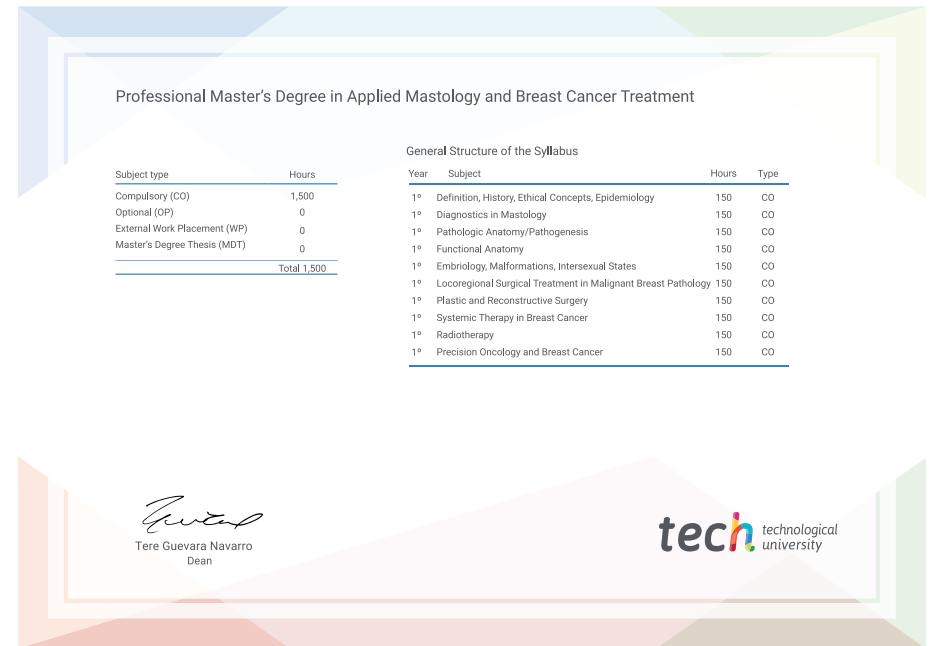 Professional Master's Degree in Applied Mastology and Breast Cancer Treatment
Subject type Hours
Compulsory (CO) 1,500
Optional (OP) 0
External Work Placement (WP) 0
Master's Degree Thesis (MDT) 0
Total 1,500
General Structure of the Syllabus
Year Subject Hours Type
1º Definition, History, Ethical Concepts, Epidemiology 150 CO
1º Diagnostics in Mastology 150 CO
1º Pathologic Anatomy/Pathogenesis 150 CO
1º Functional Anatomy 150 CO
1º Embriology, Malformations, Intersexual States 150 CO
1º Locoregional Surgical Treatment in Malignant Breast Pathology 150 CO
1º Plastic and Reconstructive Surgery 150 CO
1º Systemic Therapy in Breast Cancer 150 CO
1º Radiotherapy 150 CO
1º Precision Oncology and Breast Cancer 150 CO
Tere Guevara Navarro
Dean
tech technological
university